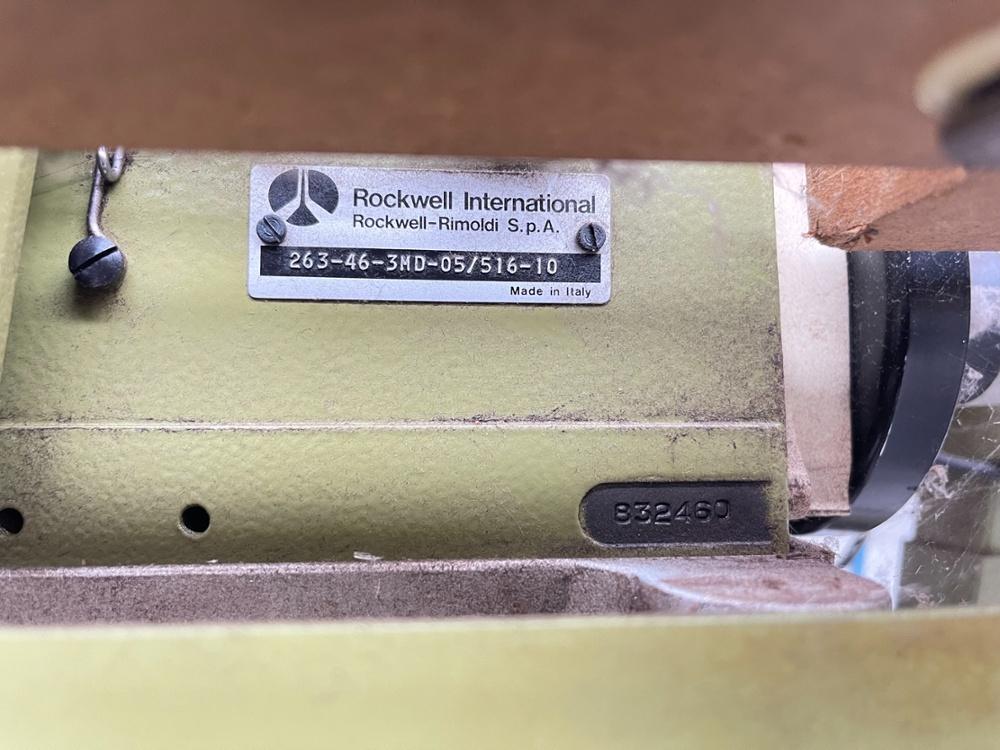 Rockwell International
Rockwell-Rimoldi S.p.A.
263-46-3MD-05/516-10
Made in Italy
832460